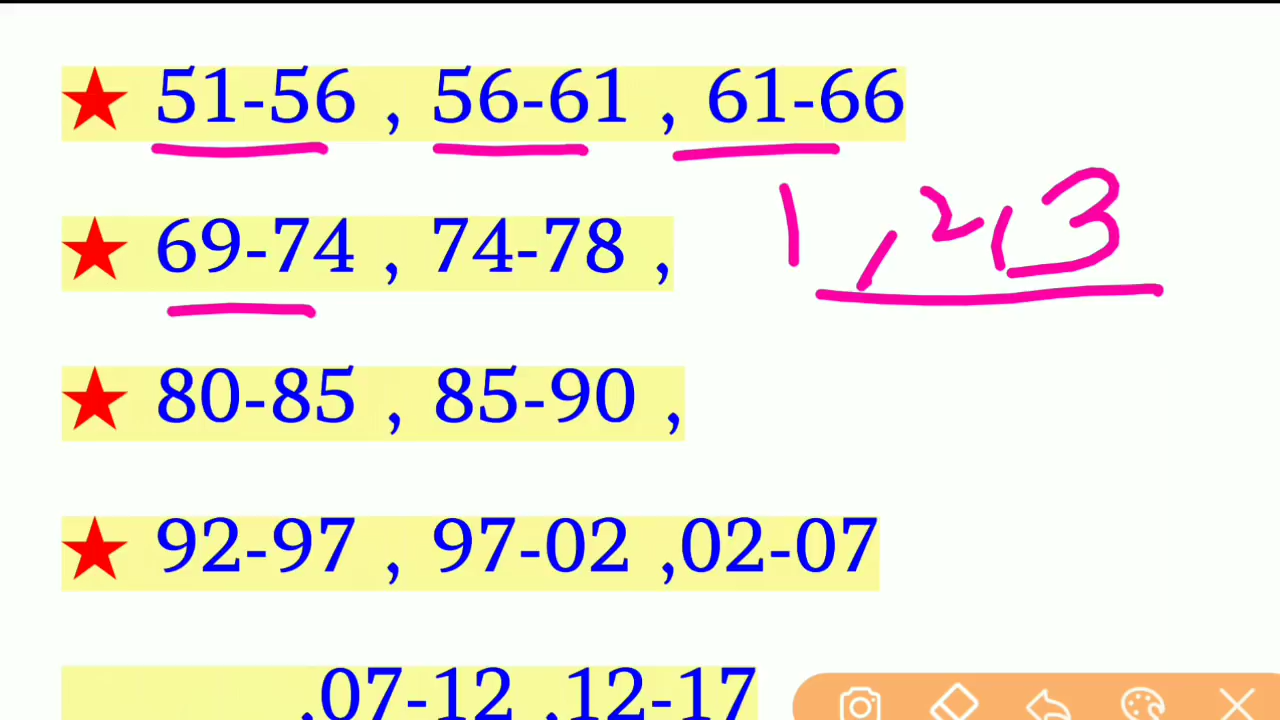 ★ 51-56 , 56-61 , 61-66
1 , 2 , 3
★ 69-74 , 74-78 ,
★ 80-85 , 85-90 ,
★ 92-97 , 97-02 ,02-07
,07-12 ,12-17